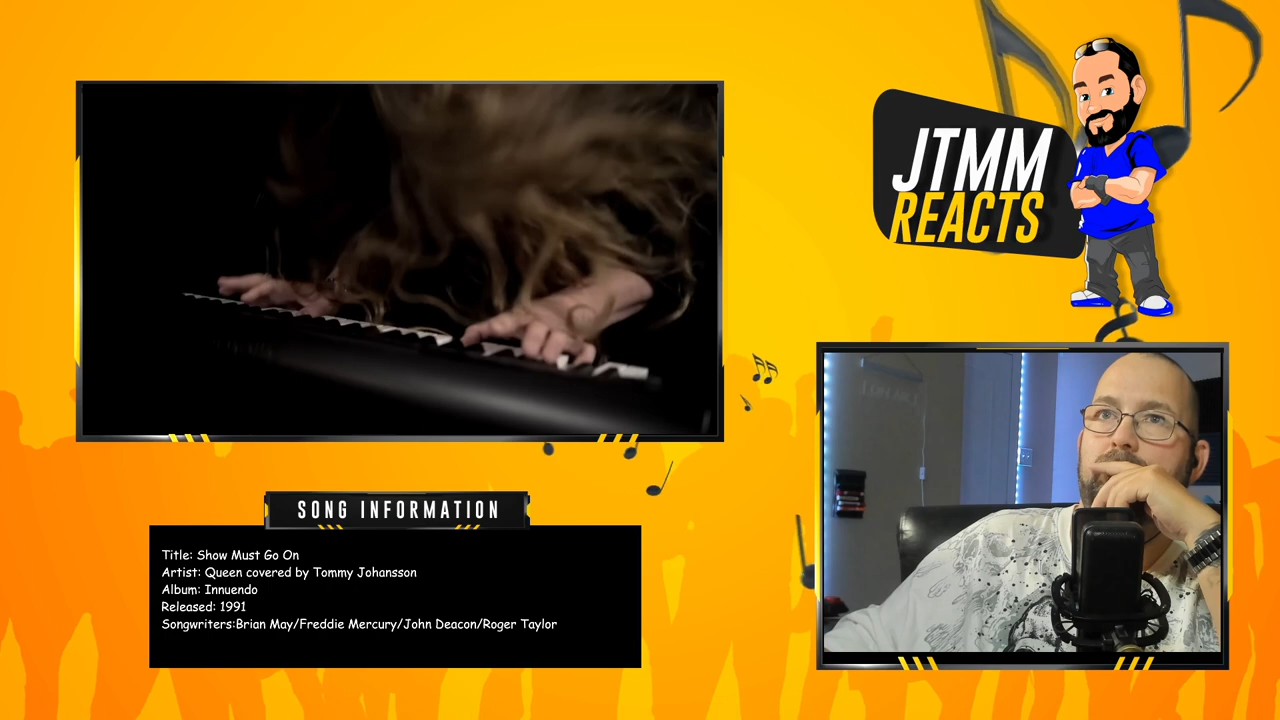 JTMM
REACTS
SONG INFORMATION
Title: Show Must Go On
Artist: Queen covered by Tommy Johansson
Album: Innuendo
Released: 1991
Songwriters:Brian May/Freddie Mercury/John Deacon/Roger Taylor